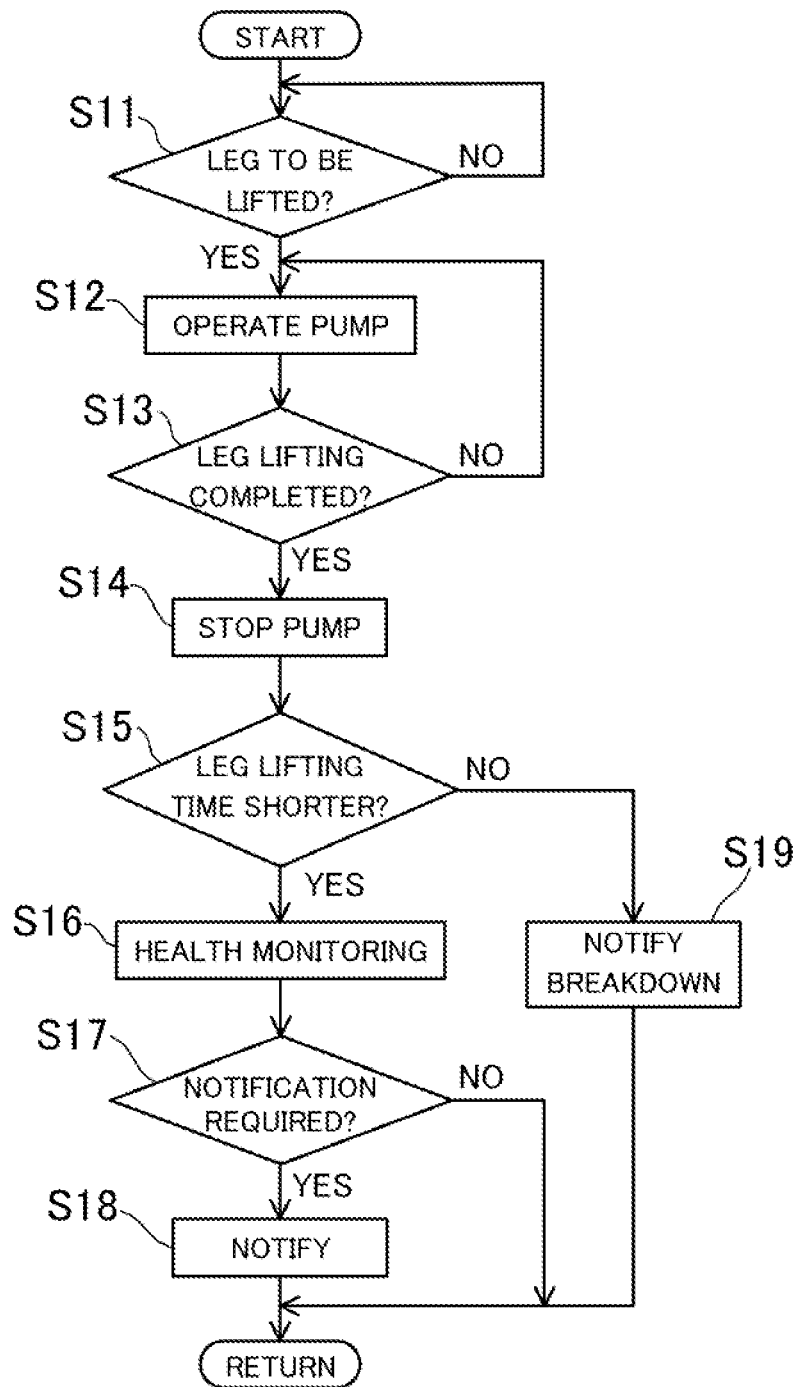 START
S11
LEG TO BE
LIFTED?
NO
YES
S12
OPERATE PUMP
S13
LEG LIFTING
COMPLETED?
NO
YES
S14
STOP PUMP
S15
LEG LIFTING
TIME SHORTER?
NO
YES
S19
NOTIFY
BREAKDOWN
S16
HEALTH MONITORING
S17
NOTIFICATION
REQUIRED?
NO
YES
S18
NOTIFY
RETURN